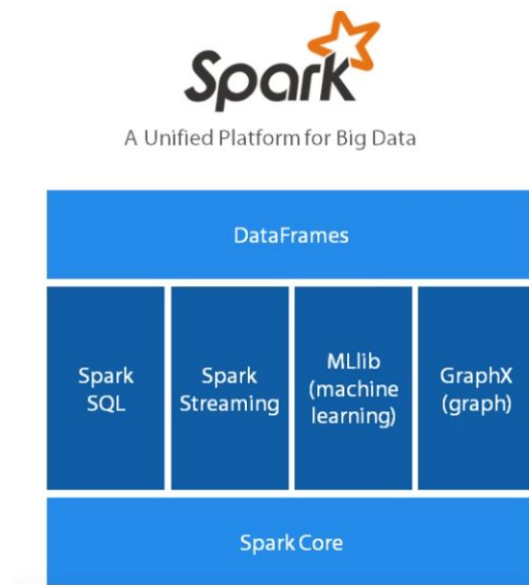 Spark
A Unified Platform for Big Data
DataFrames
Spark
SQL
Spark
Streaming
MLlib
(machine
learning)
GraphX
(graph)
Spark Core